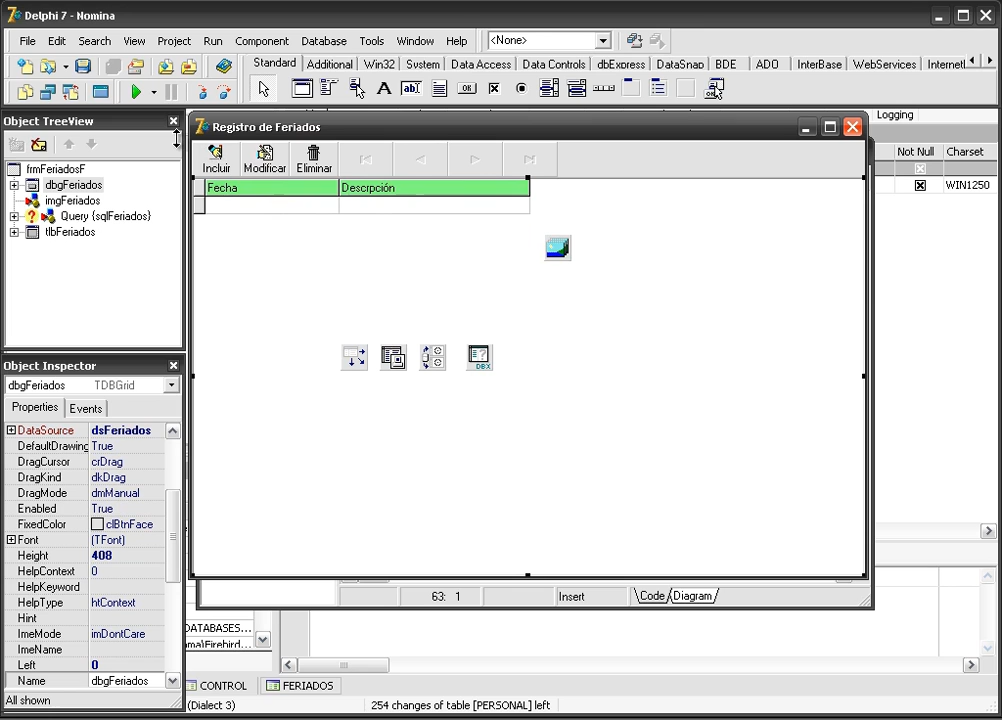 Delphi 7 - Nomina
File Edit Search View Project Run Component Database Tools Window Help <None>
Standard Additional Win32 System Data Access Data Controls dbExpress DataSnap BDE ADO InterBase WebServices InternetE
Object TreeView
frmFeriadosF
dbgFeriados
imgFeriados
Query {sqlFeriados}
tlbFeriados
Registro de Feriados
Incluir Modificar Eliminar
Fecha Descrpción
DBX
Logging
Not Null Charset
WIN1250
Object Inspector
dbgFeriados TDBGrid
Properties Events
DataSource dsFeriados
DefaultDrawing True
DragCursor crDrag
DragKind dkDrag
DragMode dmManual
Enabled True
FixedColor clBtnFace
Font (TFont)
Height 408
HelpContext 0
HelpKeyword
HelpType htContext
Hint
ImeMode imDontCare
ImeName
Left 0
Name dbgFeriados
All shown
63: 1 Insert Code Diagram
DATABASES...
ma\Firebird...
CONTROL FERIADOS
(Dialect 3) 254 changes of table [PERSONAL] left